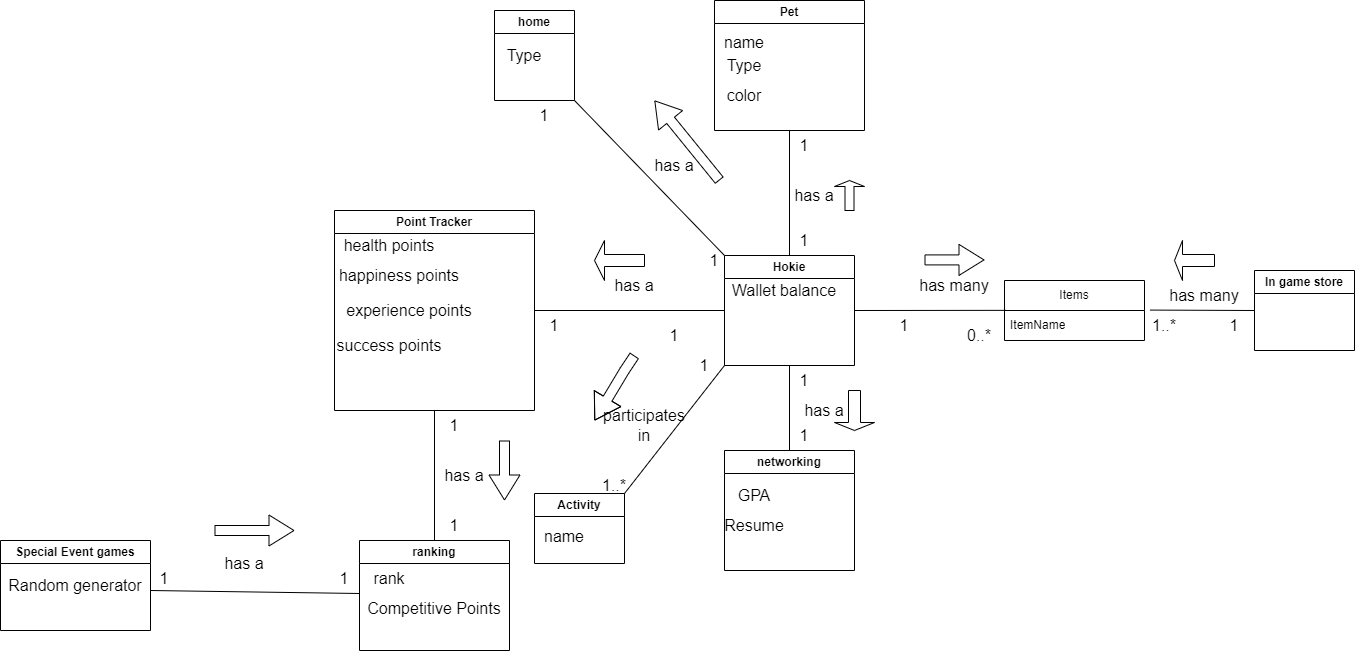 home
Type
1
Pet
name
Type
color
1
has a
has a
1
Point Tracker
health points
happiness points
experience points
success points
has a
1
1
1
Hokie
Wallet balance
has many
1
0..*
Items
ItemName
has many
1..*
1
In game store
1
participates
in
1..*
Activity
name
1
has a
1
networking
GPA
Resume
1
has a
1
Special Event games
Random generator
has a
1
1
ranking
rank
Competitive Points